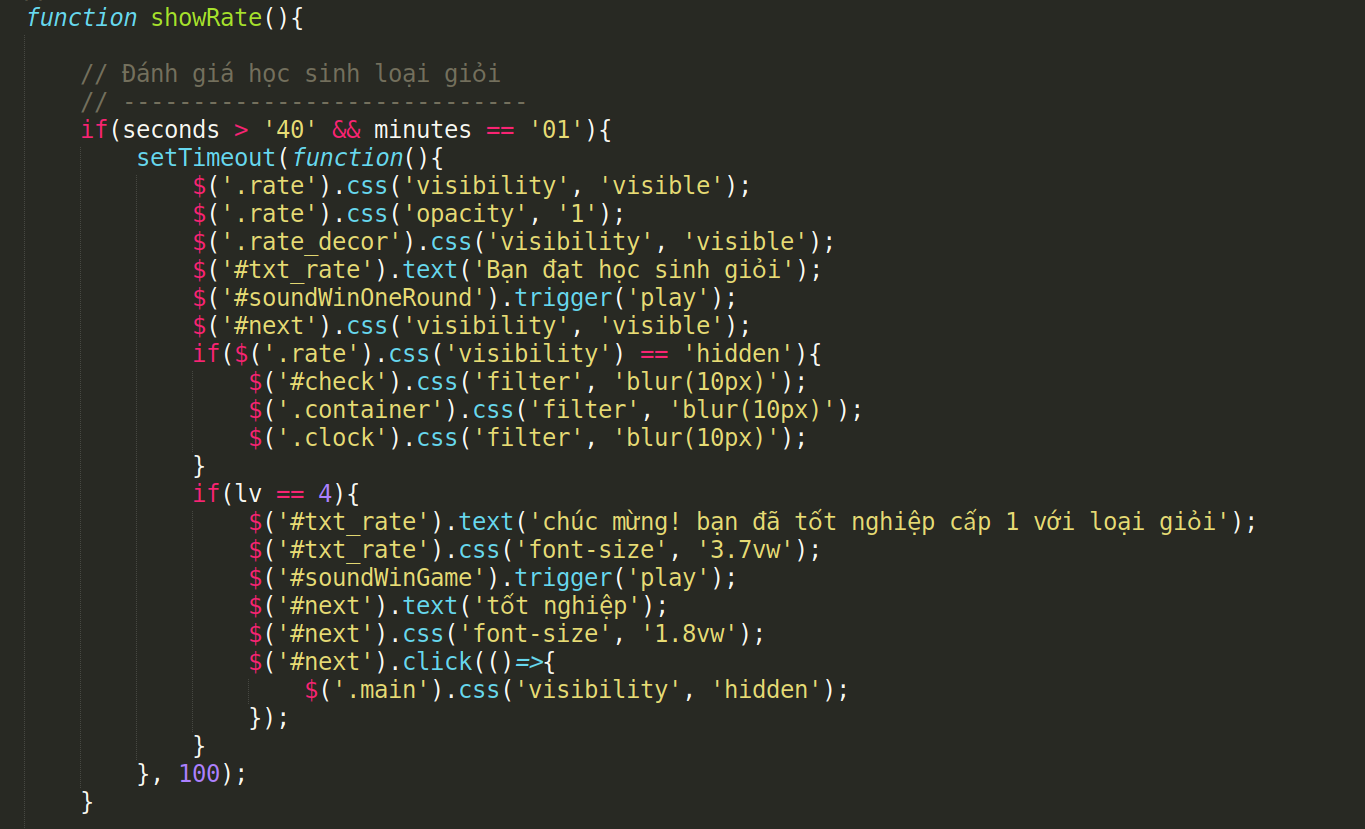 function showRate(){
// Đánh giá học sinh loại giỏi
// -----------------------------
if(seconds > '40' && minutes == '01'){
setTimeout(function(){
$('.rate').css('visibility', 'visible');
$('.rate').css('opacity', '1');
$('.rate_decor').css('visibility', 'visible');
$('#txt_rate').text('Bạn đạt học sinh giỏi');
$('#soundWinOneRound').trigger('play');
$('#next').css('visibility', 'visible');
if($('.rate').css('visibility') == 'hidden'){
$('#check').css('filter', 'blur(10px)');
$('.container').css('filter', 'blur(10px)');
$('.clock').css('filter', 'blur(10px)');
}
if(lv == 4){
$('#txt_rate').text('chúc mừng! bạn đã tốt nghiệp cấp 1 với loại giỏi');
$('#txt_rate').css('font-size', '3.7vw');
$('#soundWinGame').trigger('play');
$('#next').text('tốt nghiệp');
$('#next').css('font-size', '1.8vw');
$('#next').click(()=>{
$('.main').css('visibility', 'hidden');
});
}
}, 100);
}